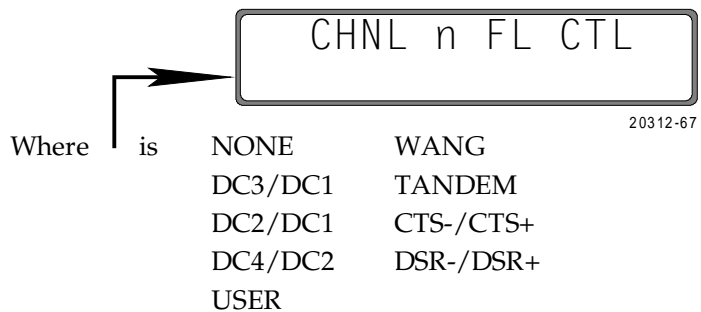 CHNL n FL CTL
20312-67
Where is NONE WANG
DC3/DC1 TANDEM
DC2/DC1 CTS-/CTS+
DC4/DC2 DSR-/DSR+
USER